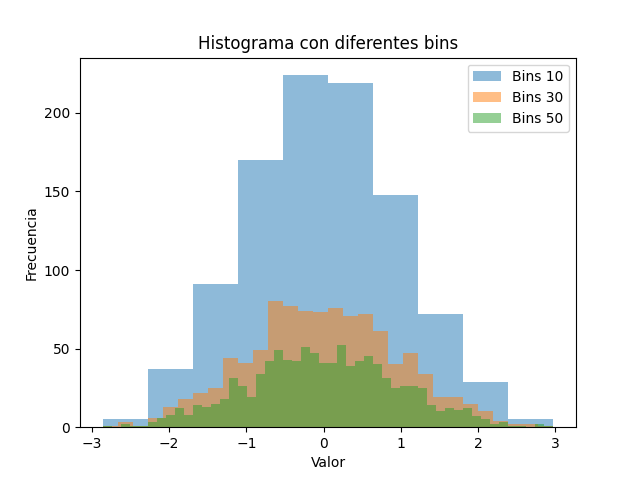 Histograma con diferentes bins
Bins 10
Bins 30
Bins 50
200
150
100
50
0
Frecuencia
−3
−2
−1
0
1
2
3
Valor